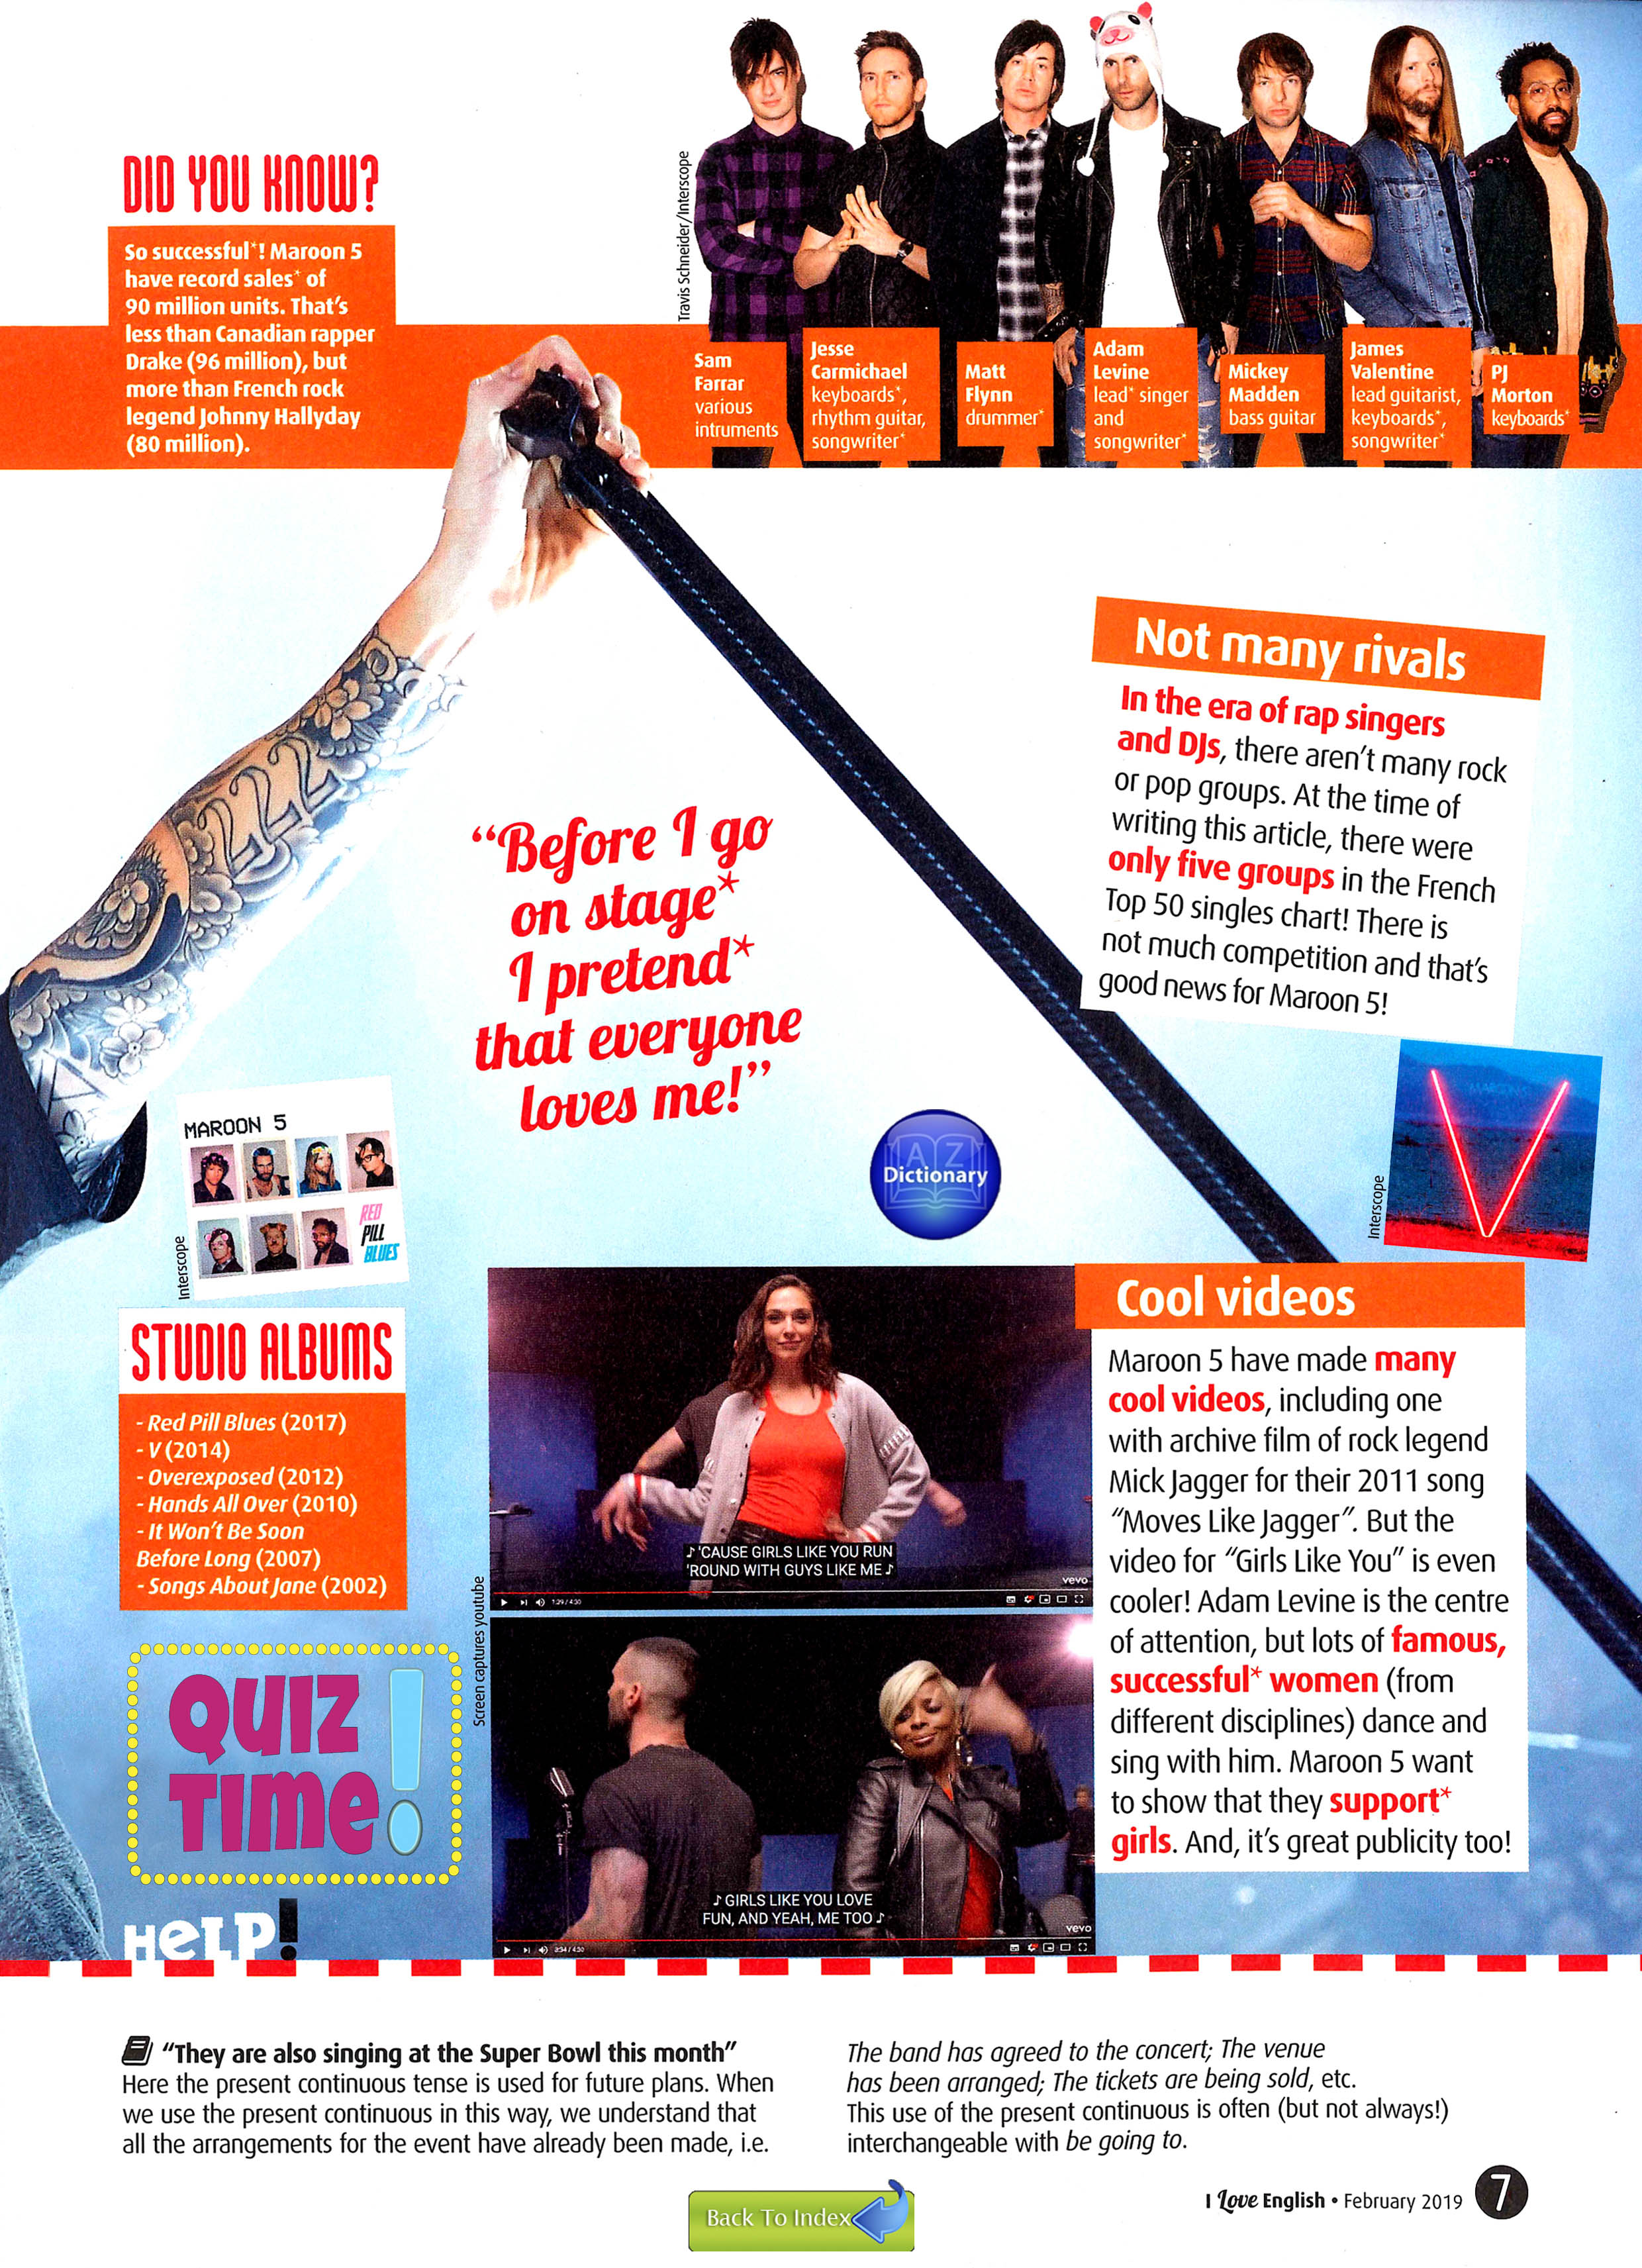 DID YOU KNOW?
So successful*! Maroon 5
have record sales* of
90 million units. That's
less than Canadian rapper
Drake (96 million), but
more than French rock
legend Johnny Hallyday
(80 million).
Travis Schneider/Interscope
Sam
Farrar
various
intruments
Jesse
Carmichael
keyboards*,
rhythm guitar,
songwriter*
Matt
Flynn
drummer*
Adam
Levine
lead* singer
and
songwriter*
Mickey
Madden
bass guitar
James
Valentine
lead guitarist,
keyboards*,
songwriter*
PJ
Morton
keyboards*
222
Not many rivals
In the era of rap singers
and DJs, there aren't many rock
or pop groups. At the time of
writing this article, there were
only five groups in the French
Top 50 singles chart! There is
not much competition and that's
good news for Maroon 5!
"Before I go
on stage*
I pretend*
that everyone
loves me!"
A Z
Dictionary
MAROON 5
RED
PILL
BLUES
Interscope
MAROON 5
V
Interscope
STUDIO ALBUMS
- Red Pill Blues (2017)
- V (2014)
- Overexposed (2012)
- Hands All Over (2010)
- It Won't Be Soon
Before Long (2007)
- Songs About Jane (2002)
QUIZ
TIME!
♪ 'CAUSE GIRLS LIKE YOU RUN
'ROUND WITH GUYS LIKE ME ♪
vevo
1:29 / 4:30
♪ GIRLS LIKE YOU LOVE
FUN, AND YEAH, ME TOO ♪
vevo
3:34 / 4:30
Screen captures youtube
Cool videos
Maroon 5 have made many
cool videos, including one
with archive film of rock legend
Mick Jagger for their 2011 song
"Moves Like Jagger". But the
video for "Girls Like You" is even
cooler! Adam Levine is the centre
of attention, but lots of famous,
successful* women (from
different disciplines) dance and
sing with him. Maroon 5 want
to show that they support*
girls. And, it's great publicity too!
HELP!
"They are also singing at the Super Bowl this month"
Here the present continuous tense is used for future plans. When
we use the present continuous in this way, we understand that
all the arrangements for the event have already been made, i.e.
The band has agreed to the concert; The venue
has been arranged; The tickets are being sold, etc.
This use of the present continuous is often (but not always!)
interchangeable with be going to.
Back To Index
I Love English • February 2019 7